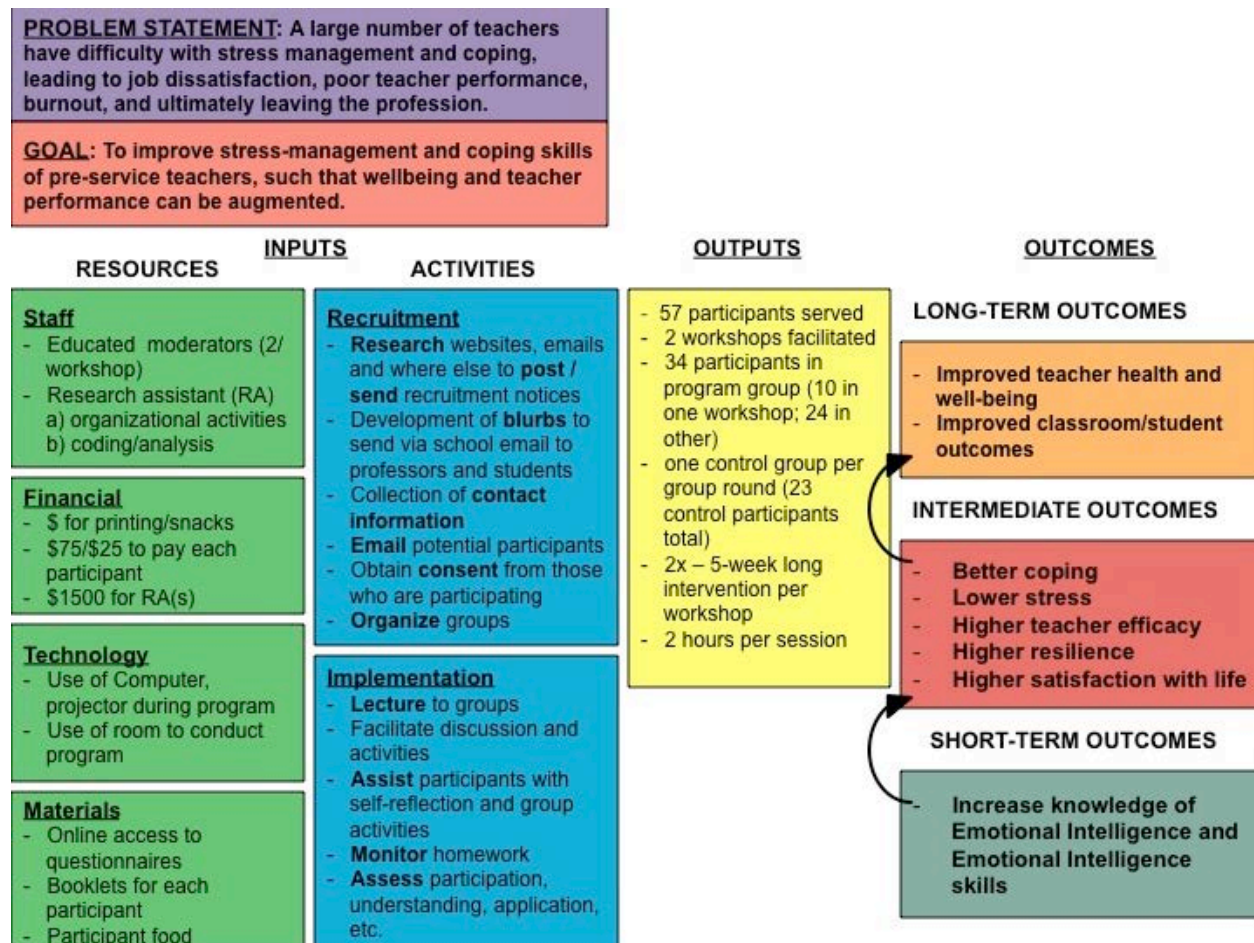 PROBLEM STATEMENT: A large number of teachers
have difficulty with stress management and coping,
leading to job dissatisfaction, poor teacher performance,
burnout, and ultimately leaving the profession.
GOAL: To improve stress-management and coping skills
of pre-service teachers, such that wellbeing and teacher
performance can be augmented.
INPUTS
RESOURCES
Staff
- Educated moderators (2/
workshop)
- Research assistant (RA)
a) organizational activities
b) coding/analysis
Financial
- $ for printing/snacks
- $75/$25 to pay each
participant
- $1500 for RA(s)
Technology
- Use of Computer,
projector during program
- Use of room to conduct
program
Materials
- Online access to
questionnaires
- Booklets for each
participant
- Participant food
ACTIVITIES
Recruitment
- Research websites, emails
and where else to post /
send recruitment notices
- Development of blurbs to
send via school email to
professors and students
- Collection of contact
information
- Email potential participants
- Obtain consent from those
who are participating
- Organize groups
Implementation
- Lecture to groups
- Facilitate discussion and
activities
- Assist participants with
self-reflection and group
activities
- Monitor homework
- Assess participation,
understanding, application,
etc.
OUTPUTS
- 57 participants served
- 2 workshops facilitated
- 34 participants in
program group (10 in
one workshop; 24 in
other)
- one control group per
group round (23
control participants
total)
- 2x – 5-week long
intervention per
workshop
- 2 hours per session
OUTCOMES
LONG-TERM OUTCOMES
- Improved teacher health and
well-being
- Improved classroom/student
outcomes
INTERMEDIATE OUTCOMES
- Better coping
- Lower stress
- Higher teacher efficacy
- Higher resilience
- Higher satisfaction with life
SHORT-TERM OUTCOMES
- Increase knowledge of
Emotional Intelligence and
Emotional Intelligence
skills